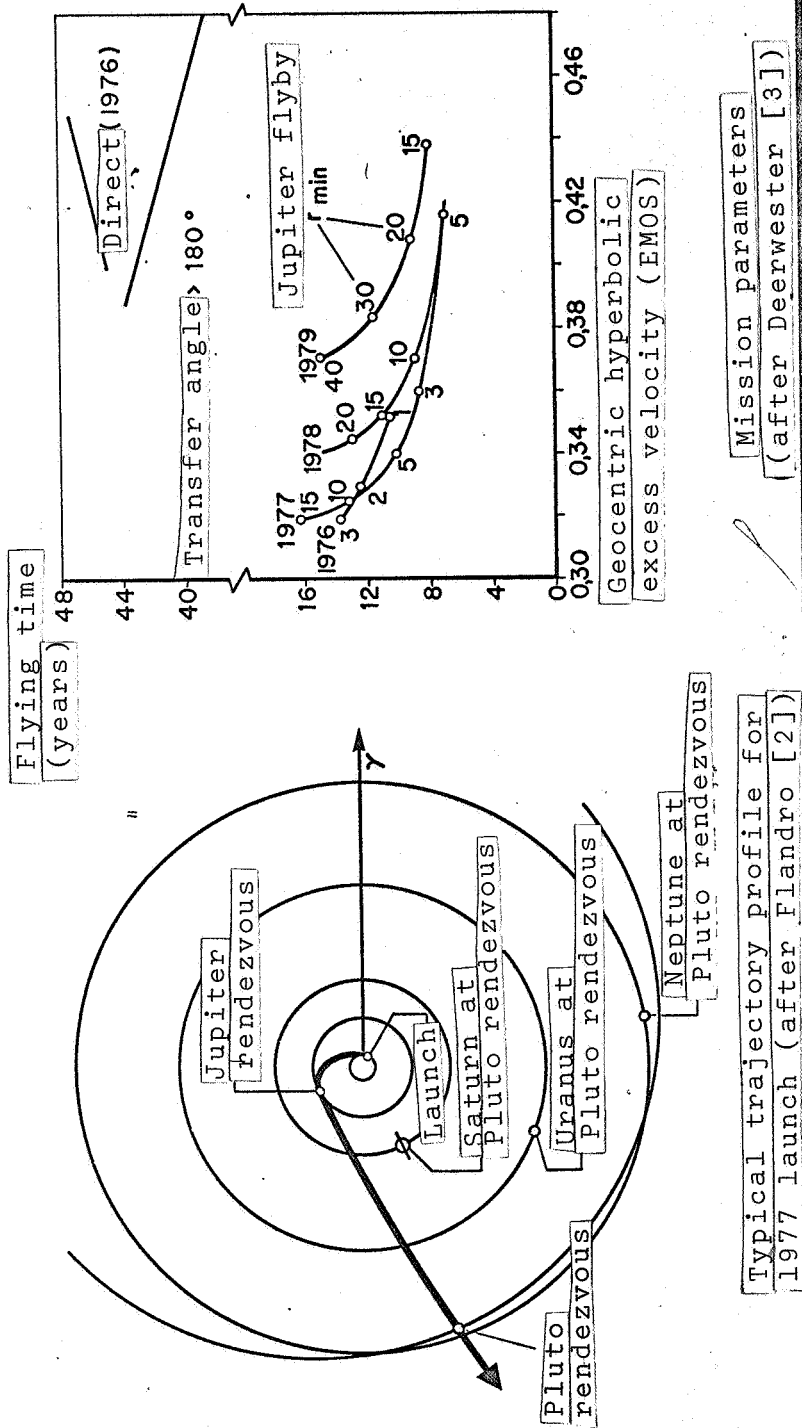 Flying time
(years)
48
44
40
16
12
8
4
0
Direct (1976)
Transfer angle > 180°
Jupiter flyby
r min
1977
15
10
5
3
1976
3
2
1
1978
20
15
10
5
1979
40
30
20
15
0,30
0,34
0,38
0,42
0,46
Geocentric hyperbolic
excess velocity (EMOS)
Mission parameters
(after Deerwester [3])
Jupiter
rendezvous
γ
Launch
Saturn at
Pluto rendezvous
Uranus at
Pluto rendezvous
Neptune at
Pluto rendezvous
Pluto
rendezvous
Typical trajectory profile for
1977 launch (after Flandro [2])